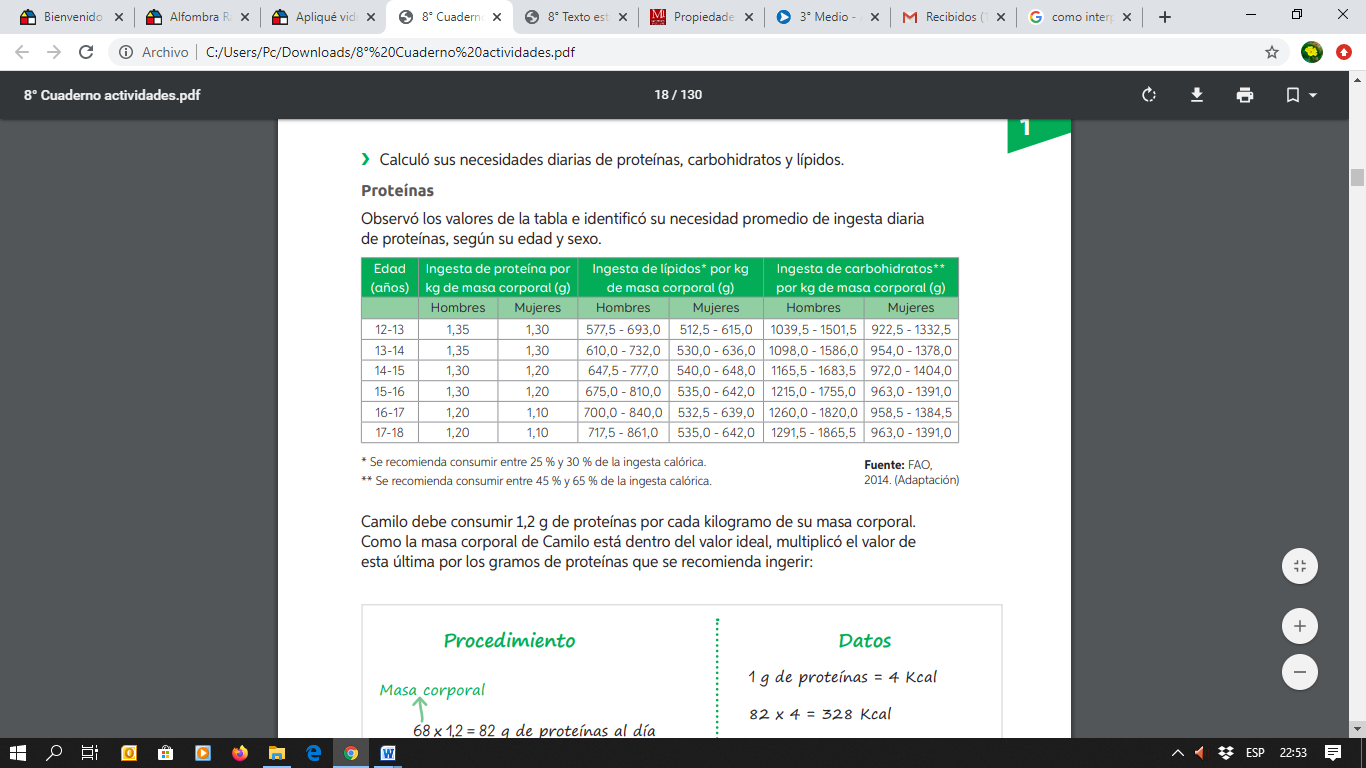 Bienvenido
Alfombra R
Apliqué vid
8° Cuadern
8° Texto est
Propiedade
3° Medio -
Recibidos (
como interp
Archivo
C:/Users/Pc/Downloads/8°%20Cuaderno%20actividades.pdf
8° Cuaderno actividades.pdf
18 / 130
1
Calculó sus necesidades diarias de proteínas, carbohidratos y lípidos.
Proteínas
Observó los valores de la tabla e identificó su necesidad promedio de ingesta diaria
de proteínas, según su edad y sexo.
Edad (años) Ingesta de proteína por kg de masa corporal (g) Ingesta de lípidos* por kg de masa corporal (g) Ingesta de carbohidratos** por kg de masa corporal (g)
Hombres Mujeres Hombres Mujeres Hombres Mujeres
12-13 1,35 1,30 577,5 - 693,0 512,5 - 615,0 1039,5 - 1501,5 922,5 - 1332,5
13-14 1,35 1,30 610,0 - 732,0 530,0 - 636,0 1098,0 - 1586,0 954,0 - 1378,0
14-15 1,30 1,20 647,5 - 777,0 540,0 - 648,0 1165,5 - 1683,5 972,0 - 1404,0
15-16 1,30 1,20 675,0 - 810,0 535,0 - 642,0 1215,0 - 1755,0 963,0 - 1391,0
16-17 1,20 1,10 700,0 - 840,0 532,5 - 639,0 1260,0 - 1820,0 958,5 - 1384,5
17-18 1,20 1,10 717,5 - 861,0 535,0 - 642,0 1291,5 - 1865,5 963,0 - 1391,0
* Se recomienda consumir entre 25 % y 30 % de la ingesta calórica.
** Se recomienda consumir entre 45 % y 65 % de la ingesta calórica.
Fuente: FAO,
2014. (Adaptación)
Camilo debe consumir 1,2 g de proteínas por cada kilogramo de su masa corporal.
Como la masa corporal de Camilo está dentro del valor ideal, multiplicó el valor de
esta última por los gramos de proteínas que se recomienda ingerir:
Procedimiento
Masa corporal
68 x 1,2 = 82 g de proteínas al día
Datos
1 g de proteínas = 4 Kcal
82 x 4 = 328 Kcal
ESP
22:53